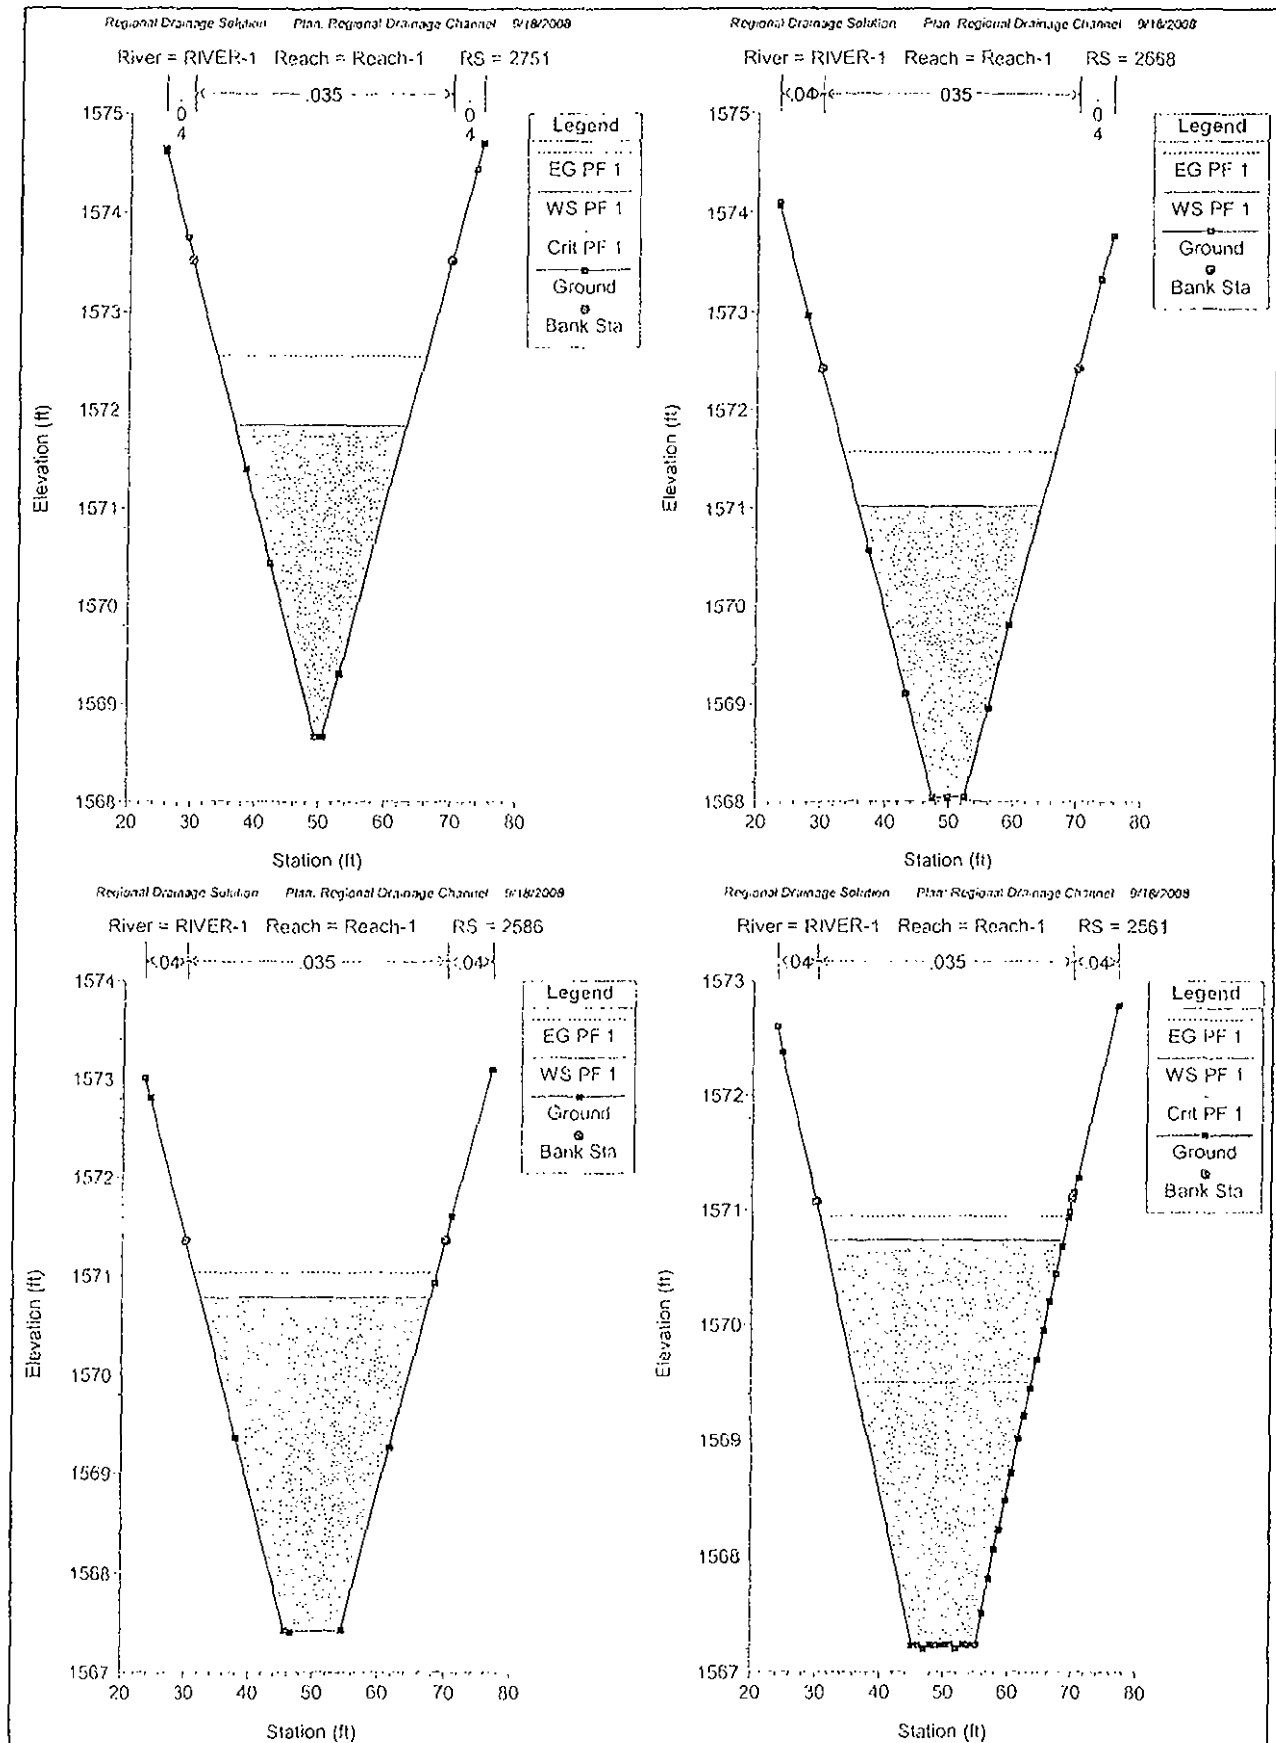 Regional Drainage Solution Plan. Regional Drainage Channel 9/18/2008
River = RIVER-1 Reach = Reach-1 RS = 2751
.04
.035
.04
1575
1574
1573
1572
1571
1570
1569
1568
Elevation (ft)
20 30 40 50 60 70 80
Station (ft)
Legend
EG PF 1
WS PF 1
Crit PF 1
Ground
Bank Sta
Regional Drainage Solution Plan. Regional Drainage Channel 9/18/2008
River = RIVER-1 Reach = Reach-1 RS = 2668
.04
.035
.04
1575
1574
1573
1572
1571
1570
1569
1568
Elevation (ft)
20 30 40 50 60 70 80
Station (ft)
Legend
EG PF 1
WS PF 1
Ground
Bank Sta
Regional Drainage Solution Plan. Regional Drainage Channel 9/18/2008
River = RIVER-1 Reach = Reach-1 RS = 2586
.04
.035
.04
1574
1573
1572
1571
1570
1569
1568
1567
Elevation (ft)
20 30 40 50 60 70 80
Station (ft)
Legend
EG PF 1
WS PF 1
Ground
Bank Sta
Regional Drainage Solution Plan: Regional Drainage Channel 9/18/2008
River = RIVER-1 Reach = Reach-1 RS = 2561
.04
.035
.04
1573
1572
1571
1570
1569
1568
1567
Elevation (ft)
20 30 40 50 60 70 80
Station (ft)
Legend
EG PF 1
WS PF 1
Crit PF 1
Ground
Bank Sta